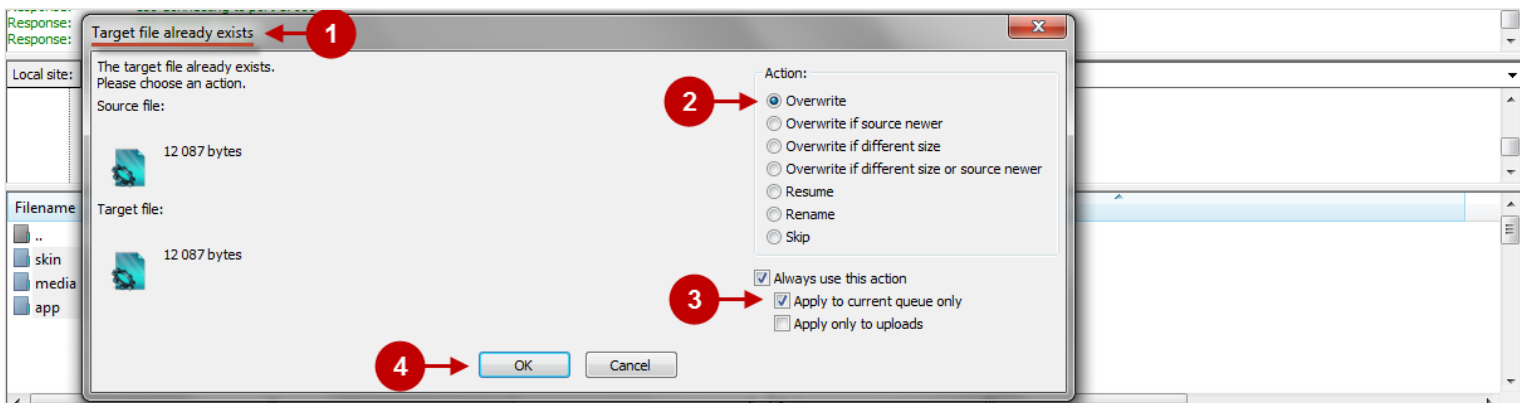 Response:
Response:
Target file already exists
1
Local site:
The target file already exists.
Please choose an action.
Source file:
12 087 bytes
Target file:
12 087 bytes
Action:
2
Overwrite
Overwrite if source newer
Overwrite if different size
Overwrite if different size or source newer
Resume
Rename
Skip
Always use this action
3
Apply to current queue only
Apply only to uploads
4
OK
Cancel
Filename
..
skin
media
app